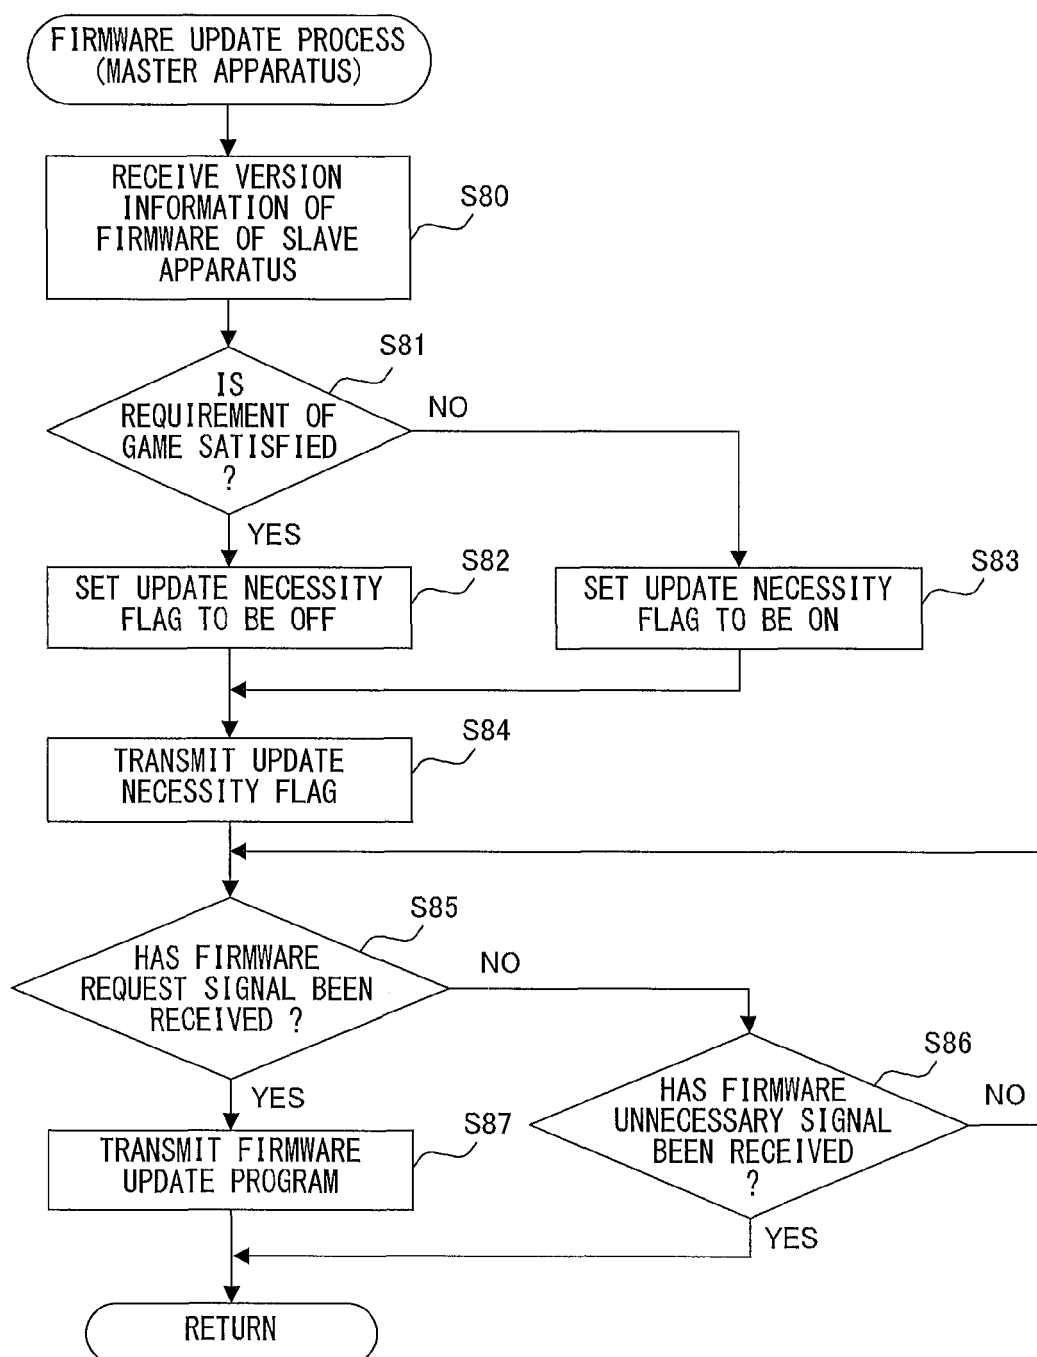 FIRMWARE UPDATE PROCESS
(MASTER APPARATUS)
RECEIVE VERSION
INFORMATION OF
FIRMWARE OF SLAVE
APPARATUS
S80
S81
IS
REQUIREMENT OF
GAME SATISFIED
?
NO
YES
S82
SET UPDATE NECESSITY
FLAG TO BE OFF
S83
SET UPDATE NECESSITY
FLAG TO BE ON
S84
TRANSMIT UPDATE
NECESSITY FLAG
S85
HAS FIRMWARE
REQUEST SIGNAL BEEN
RECEIVED ?
NO
YES
S86
HAS FIRMWARE
UNNECESSARY SIGNAL
BEEN RECEIVED
?
NO
YES
S87
TRANSMIT FIRMWARE
UPDATE PROGRAM
RETURN